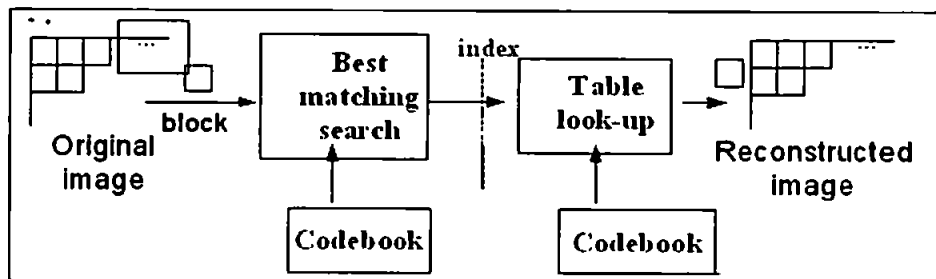 ...
block
Original
image
Best
matching
search
Codebook
index
Table
look-up
Codebook
...
Reconstructed
image